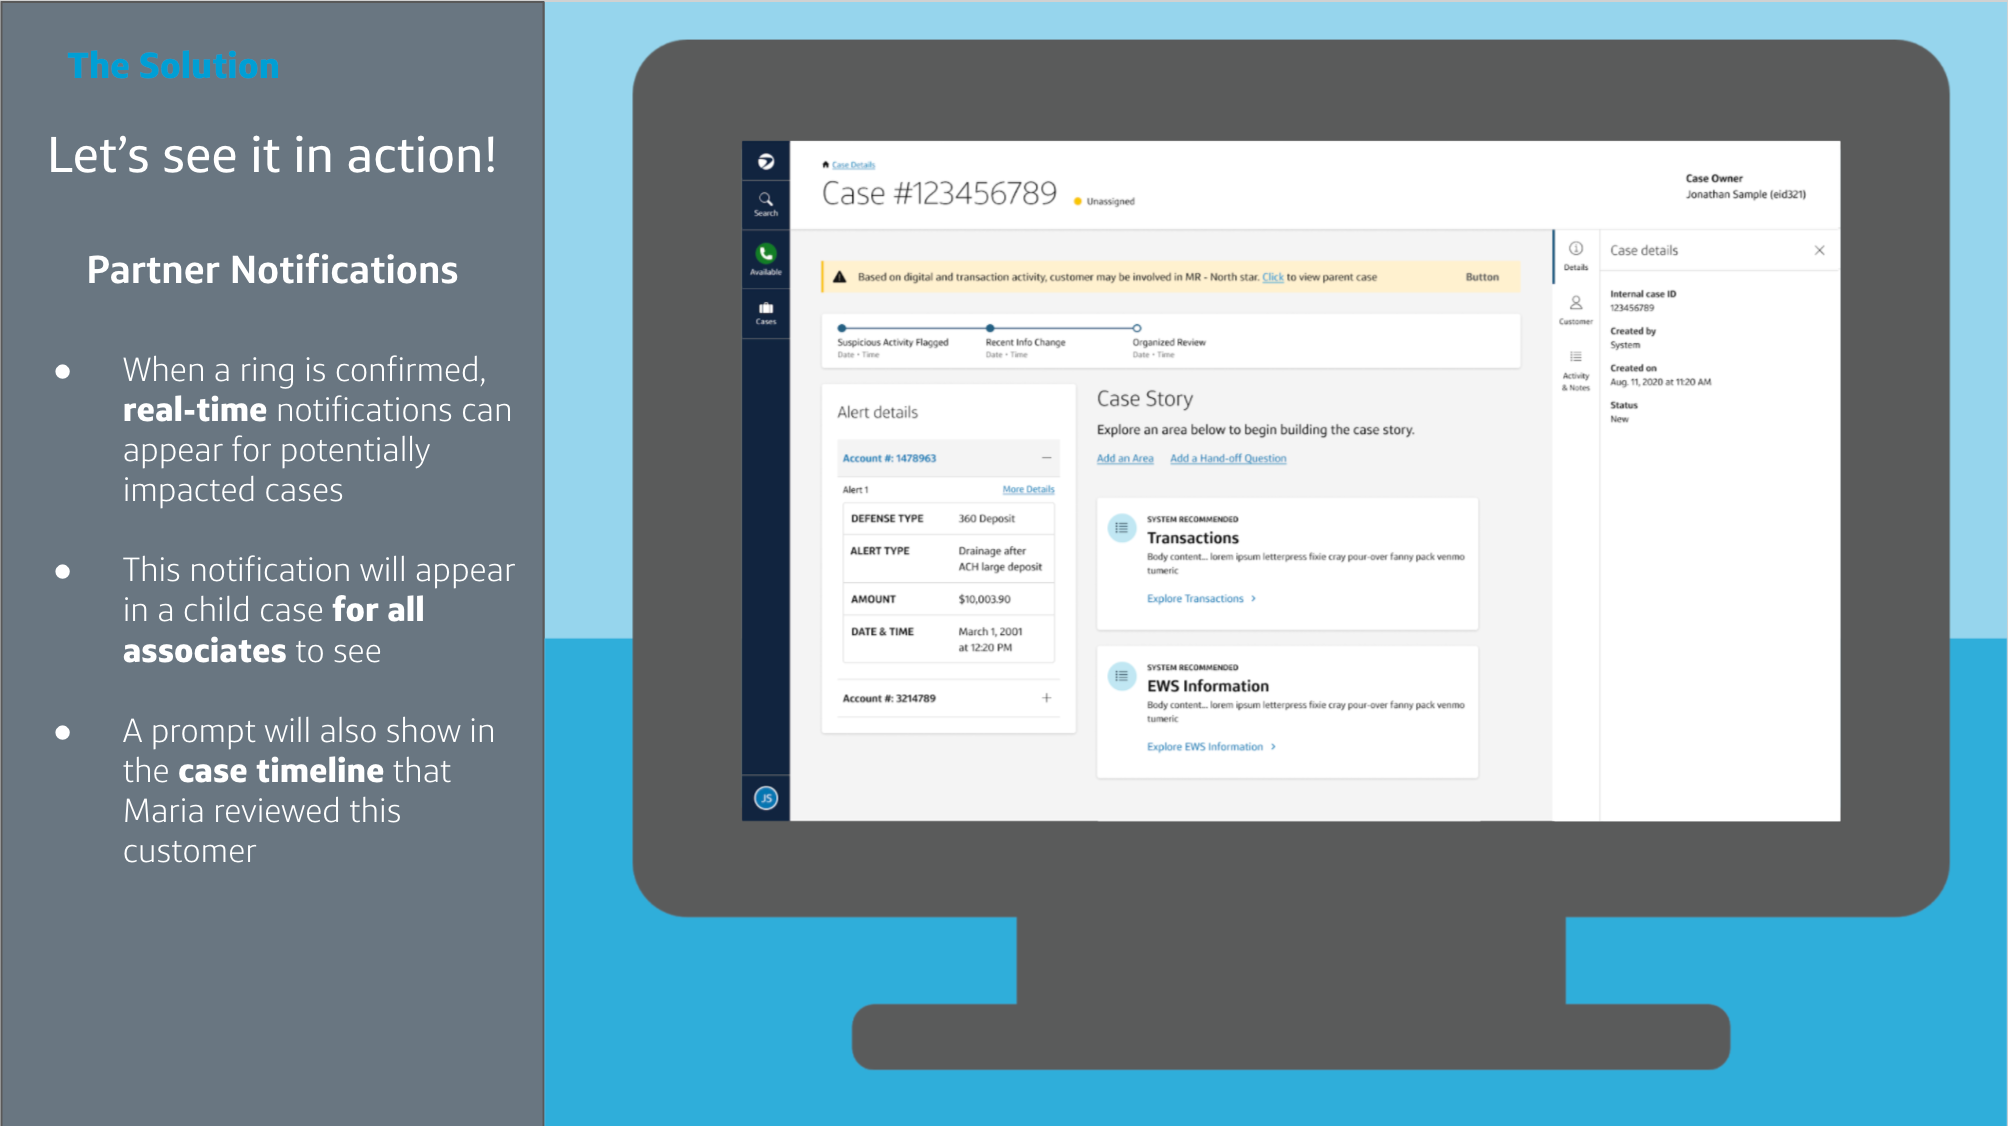 The Solution
Let's see it in action!
Partner Notifications
● When a ring is confirmed,
real-time notifications can
appear for potentially
impacted cases
● This notification will appear
in a child case for all
associates to see
● A prompt will also show in
the case timeline that
Maria reviewed this
customer
Search
Available
Cases
JS
Case Details
Case #123456789
Unassigned
Case Owner
Jonathan Sample (eid321)
Based on digital and transaction activity, customer may be involved in MR - North star. Click to view parent case
Button
Suspicious Activity Flagged
Date • Time
Recent Info Change
Date • Time
Organized Review
Date • Time
Alert details
Account #: 1478963
Alert 1 More Details
DEFENSE TYPE 360 Deposit
ALERT TYPE Drainage after
ACH large deposit
AMOUNT $10,003.90
DATE & TIME March 1, 2001
at 12:20 PM
Account #: 3214789
Case Story
Explore an area below to begin building the case story.
Add an Area Add a Hand-off Question
SYSTEM RECOMMENDED
Transactions
Body content... lorem ipsum letterpress fixie cray pour-over fanny pack venmo
tumeric
Explore Transactions >
SYSTEM RECOMMENDED
EWS Information
Body content... lorem ipsum letterpress fixie cray pour-over fanny pack venmo
tumeric
Explore EWS Information >
Details
Customer
Activity
& Notes
Case details
Internal case ID
123456789
Created by
System
Created on
Aug. 11, 2020 at 11:20 AM
Status
New